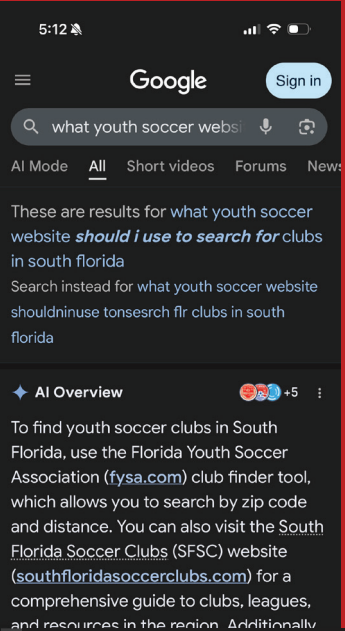 5:12
Google
Sign in
what youth soccer websi
AI Mode All Short videos Forums News
These are results for what youth soccer
website should i use to search for clubs
in south florida
Search instead for what youth soccer website
shouldninuse tonsesrch flr clubs in south
florida
AI Overview
+5
To find youth soccer clubs in South
Florida, use the Florida Youth Soccer
Association (fysa.com) club finder tool,
which allows you to search by zip code
and distance. You can also visit the South
Florida Soccer Clubs (SFSC) website
(southfloridasoccerclubs.com) for a
comprehensive guide to clubs, leagues,
and resources in the region. Additionally